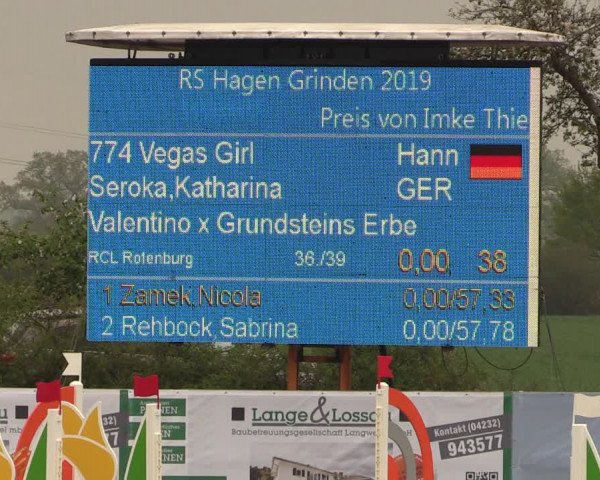 RS Hagen Grinden 2019
Preis von Imke Thie
774 Vegas Girl Hann
Seroka,Katharina GER
Valentino x Grundsteins Erbe
RCL Rotenburg 36./39 0,00 38
1 Zamek,Nicola 0,00/57,33
2 Rehbock,Sabrina 0,00/57,78
Lange&
Baubetreuungsgesellschaft
Kontakt (04232)
943577